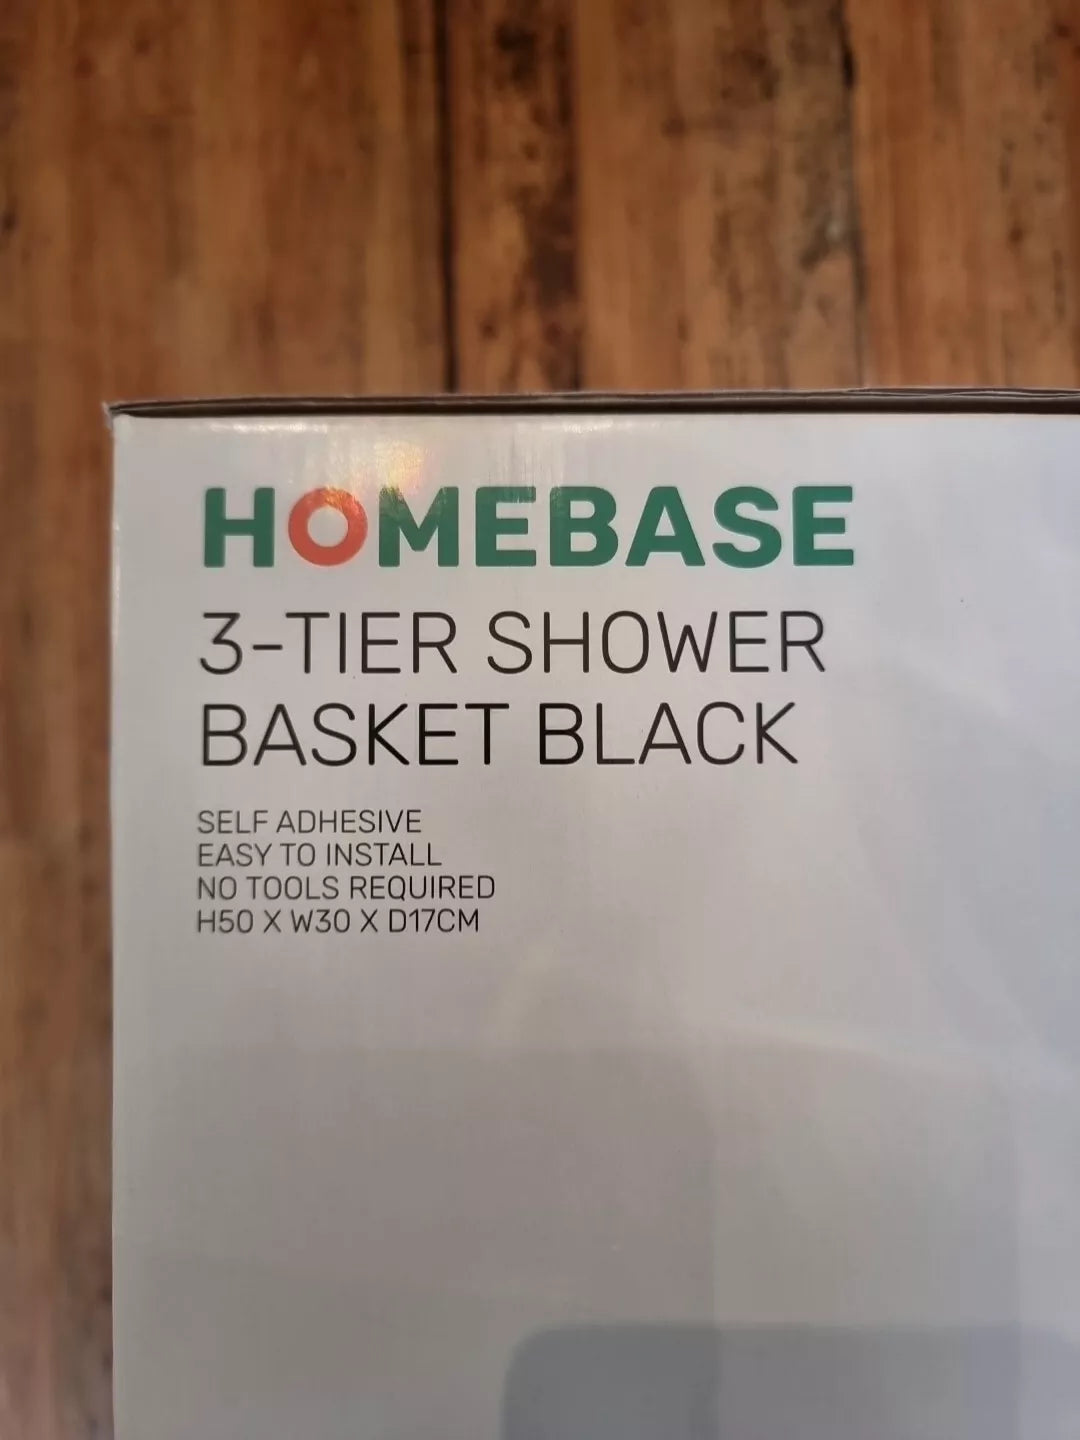 HOMEBASE
3-TIER SHOWER
BASKET BLACK
SELF ADHESIVE
EASY TO INSTALL
NO TOOLS REQUIRED
H50 X W30 X D17CM